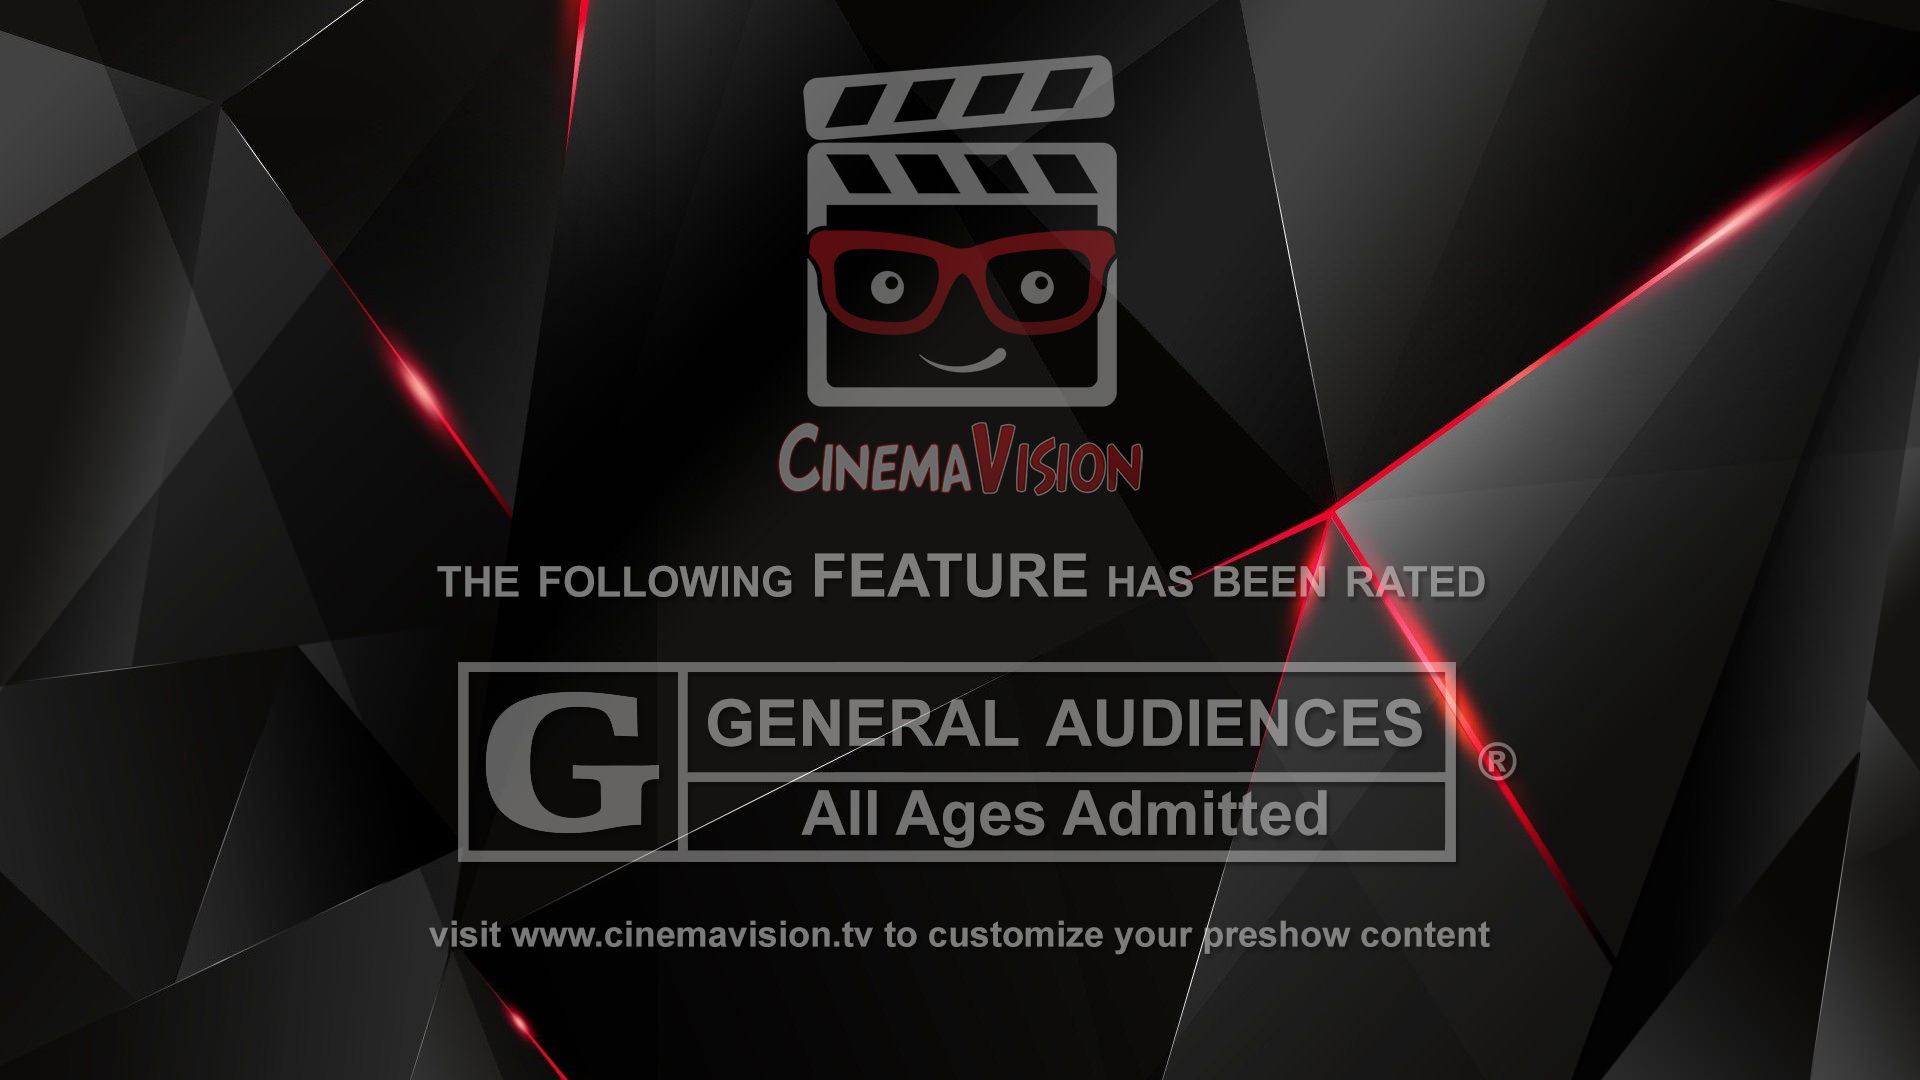 CINEMAVISION
THE FOLLOWING FEATURE HAS BEEN RATED
G
GENERAL AUDIENCES
All Ages Admitted
®
visit www.cinemavision.tv to customize your preshow content